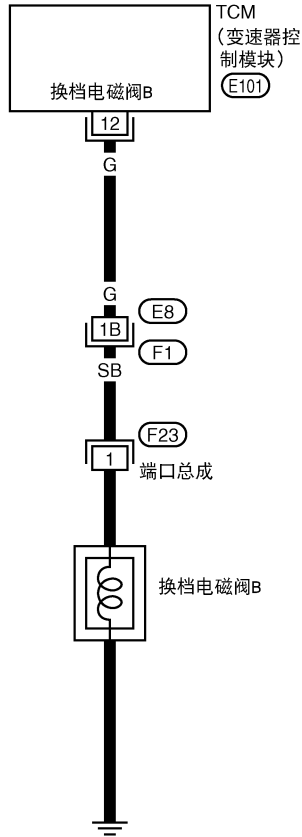 TCM
(变速器控
制模块)
E101
换档电磁阀B
12
G
G
E8
1B
F1
SB
F23
1
端口总成
换档电磁阀B